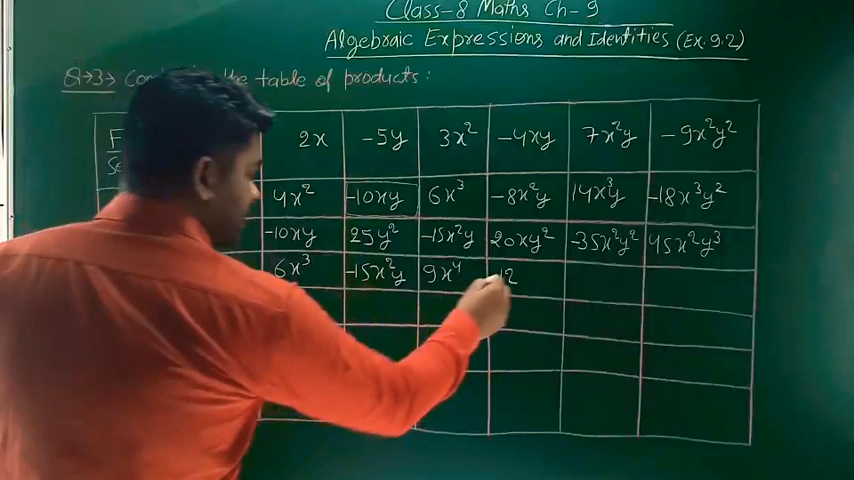 Class-8 Maths Ch-9
Algebraic Expressions and Identities (Ex. 9.2)
Q→3→ the table of products:
2x -5y 3x² -4xy 7x²y -9x²y²
4x² -10xy 6x³ -8x²y 14x³y -18x³y²
-10xy 25y² -15x²y 20xy² -35x²y² 45x²y³
6x³ -15x²y 9x⁴ 12